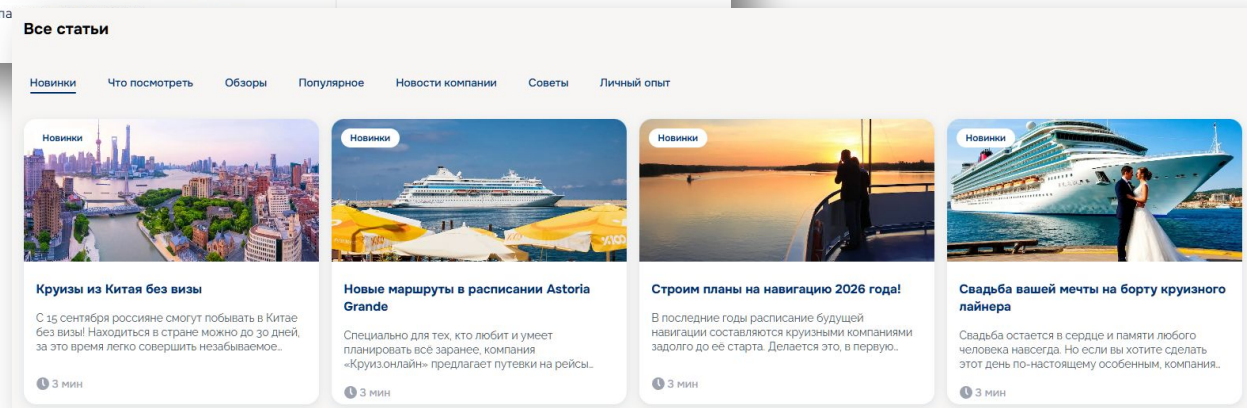 па
Все статьи
Новинки Что посмотреть Обзоры Популярное Новости компании Советы Личный опыт
Новинки
Новинки
Новинки
Новинки
Круизы из Китая без визы
С 15 сентября россияне смогут побывать в Китае
без визы! Находиться в стране можно до 30 дней,
за это время легко совершить незабываемое...
3 мин
Новые маршруты в расписании Astoria
Grande
Специально для тех, кто любит и умеет
планировать всё заранее, компания
«Круиз.онлайн» предлагает путевки на рейсы...
3 мин
Строим планы на навигацию 2026 года!
В последние годы расписание будущей
навигации составляются круизными компаниями
задолго до её старта. Делается это, в первую...
3 мин
Свадьба вашей мечты на борту круизного
лайнера
Свадьба остается в сердце и памяти любого
человека навсегда. Но если вы хотите сделать
этот день по-настоящему особенным, компания...
3 мин